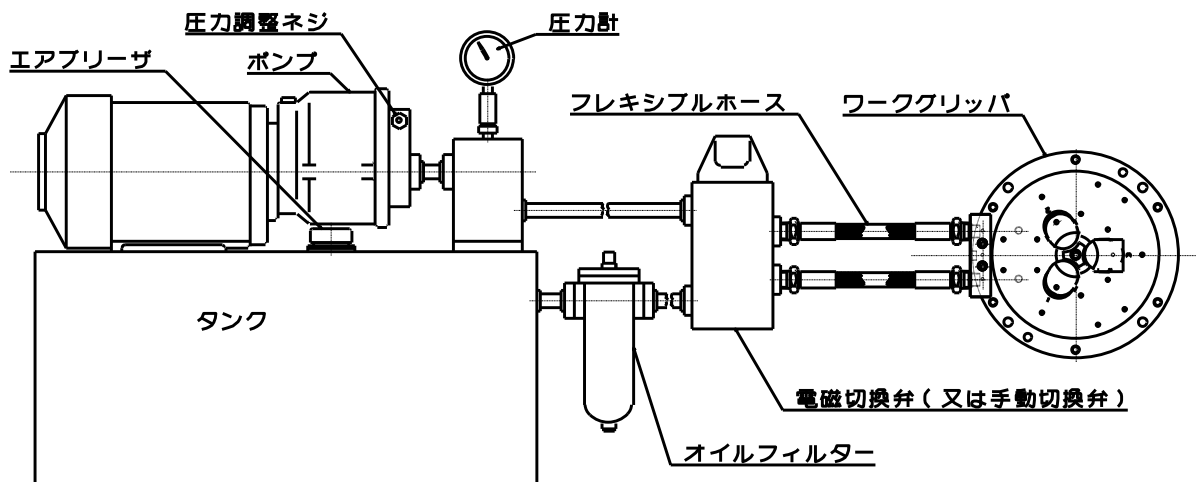 圧力調整ネジ
圧力計
エアブリーザ
ポンプ
フレキシブルホース
ワークグリッパ
タンク
電磁切換弁(又は手動切換弁)
オイルフィルター